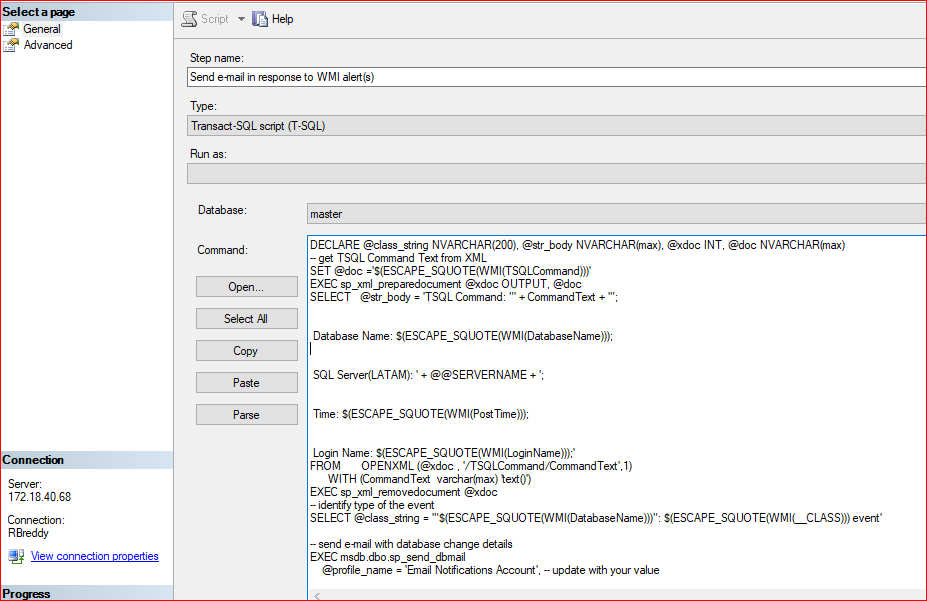 Select a page
General
Advanced
Script
Help
Step name:
Send e-mail in response to WMI alert(s)
Type:
Transact-SQL script (T-SQL)
Run as:
Database:
master
Command:
Open...
Select All
Copy
Paste
Parse
DECLARE @class_string NVARCHAR(200), @str_body NVARCHAR(max), @xdoc INT, @doc NVARCHAR(max)
-- get TSQL Command Text from XML
SET @doc ='$(ESCAPE_SQUOTE(WMI(TSQLCommand)))'
EXEC sp_xml_preparedocument @xdoc OUTPUT, @doc
SELECT @str_body = 'TSQL Command: "' + CommandText + '";
Database Name: $(ESCAPE_SQUOTE(WMI(DatabaseName)));
SQL Server(LATAM): ' + @@SERVERNAME + ';
Time: $(ESCAPE_SQUOTE(WMI(PostTime)));
Login Name: $(ESCAPE_SQUOTE(WMI(LoginName)));'
FROM OPENXML (@xdoc , '/TSQLCommand/CommandText',1)
WITH (CommandText varchar(max) 'text()')
EXEC sp_xml_removedocument @xdoc
-- identify type of the event
SELECT @class_string = '"$(ESCAPE_SQUOTE(WMI(DatabaseName)))": $(ESCAPE_SQUOTE(WMI(__CLASS))) event'
-- send e-mail with database change details
EXEC msdb.dbo.sp_send_dbmail
@profile_name = 'Email Notifications Account', -- update with your value
Connection
Server:
172.18.40.68
Connection:
RBreddy
View connection properties
Progress